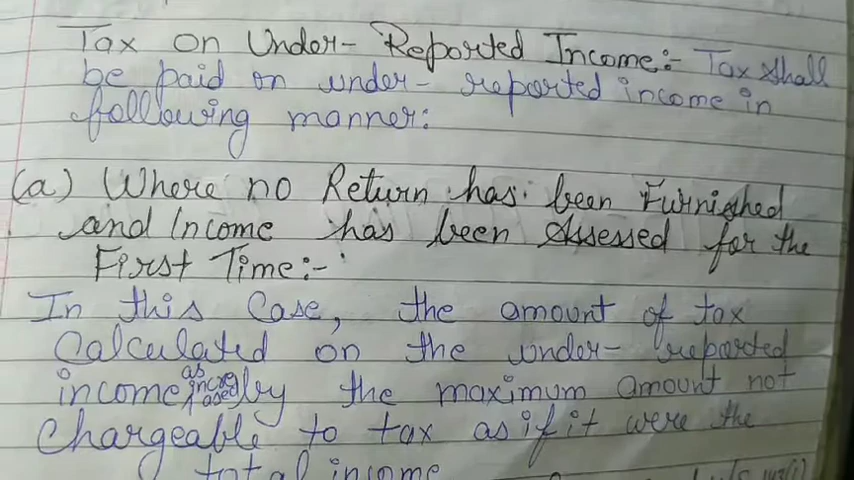 Tax on Under- Reported Income:- Tax shall
be paid on under- reported income in
following manner:
(a) Where no Return has been Furnished
and Income has been Assessed for the
First Time:-
In this Case, the amount of tax
Calculated on the under- reported
income, as increased by the maximum amount not
chargeable to tax as if it were the
total income